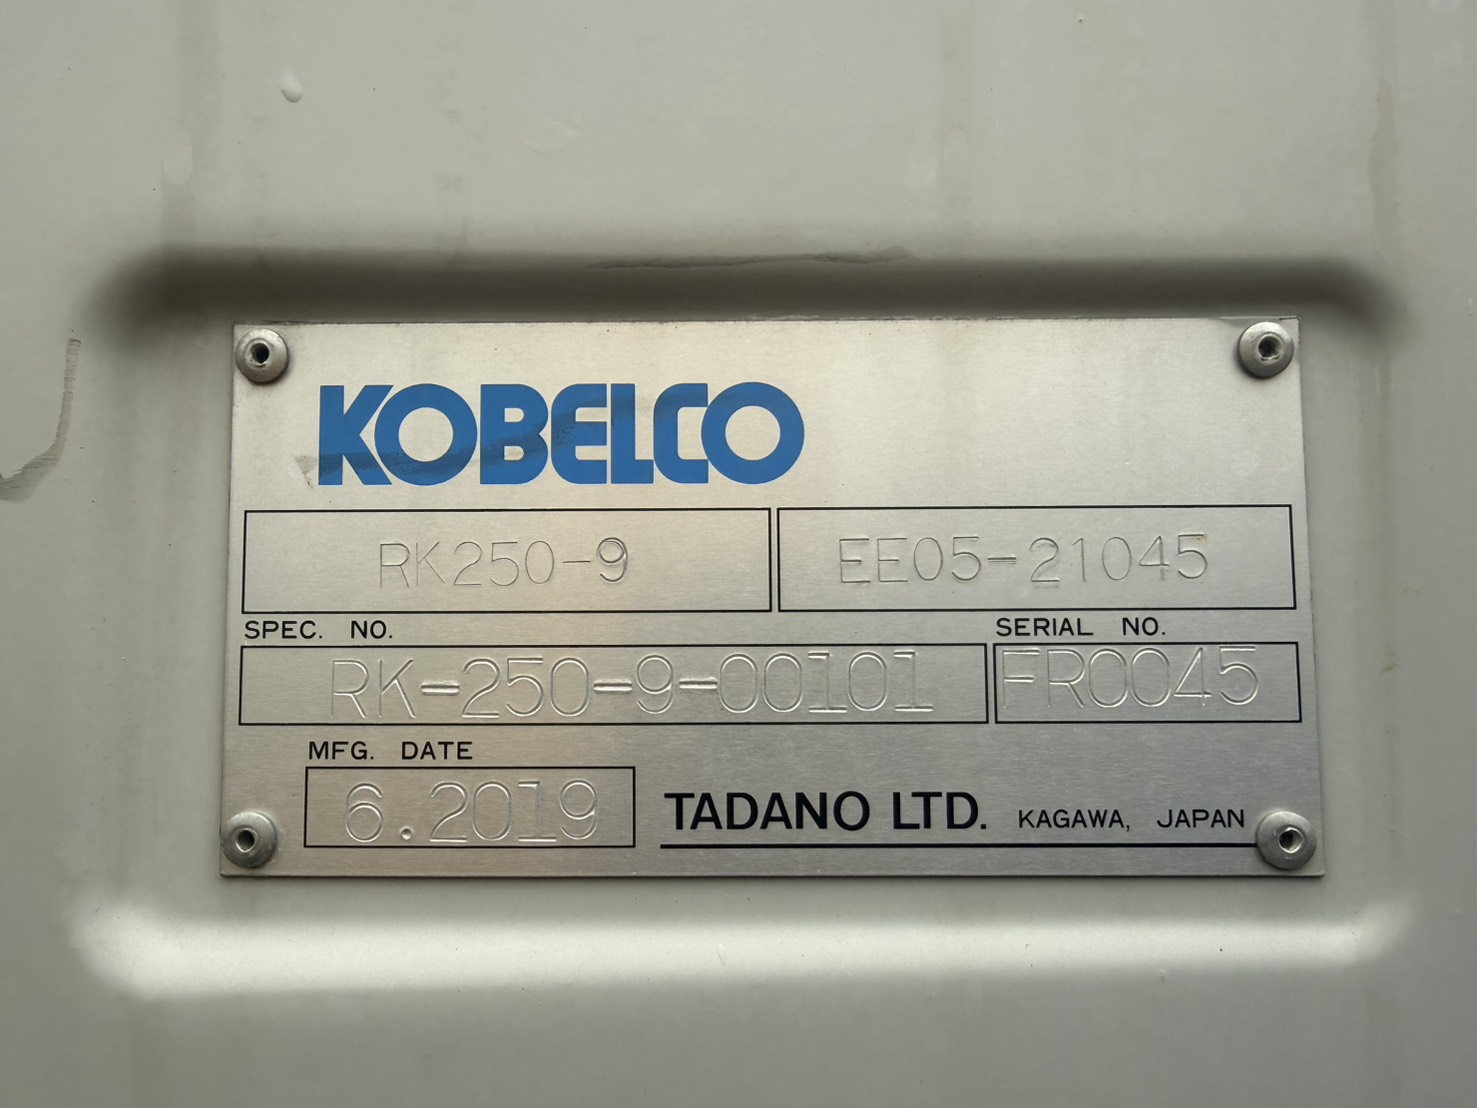 KOBELCO
RK250-9 EE05-21045
SPEC. NO. SERIAL NO.
RK-250-9-00101 FR0045
MFG. DATE
6.2019
TADANO LTD. KAGAWA, JAPAN